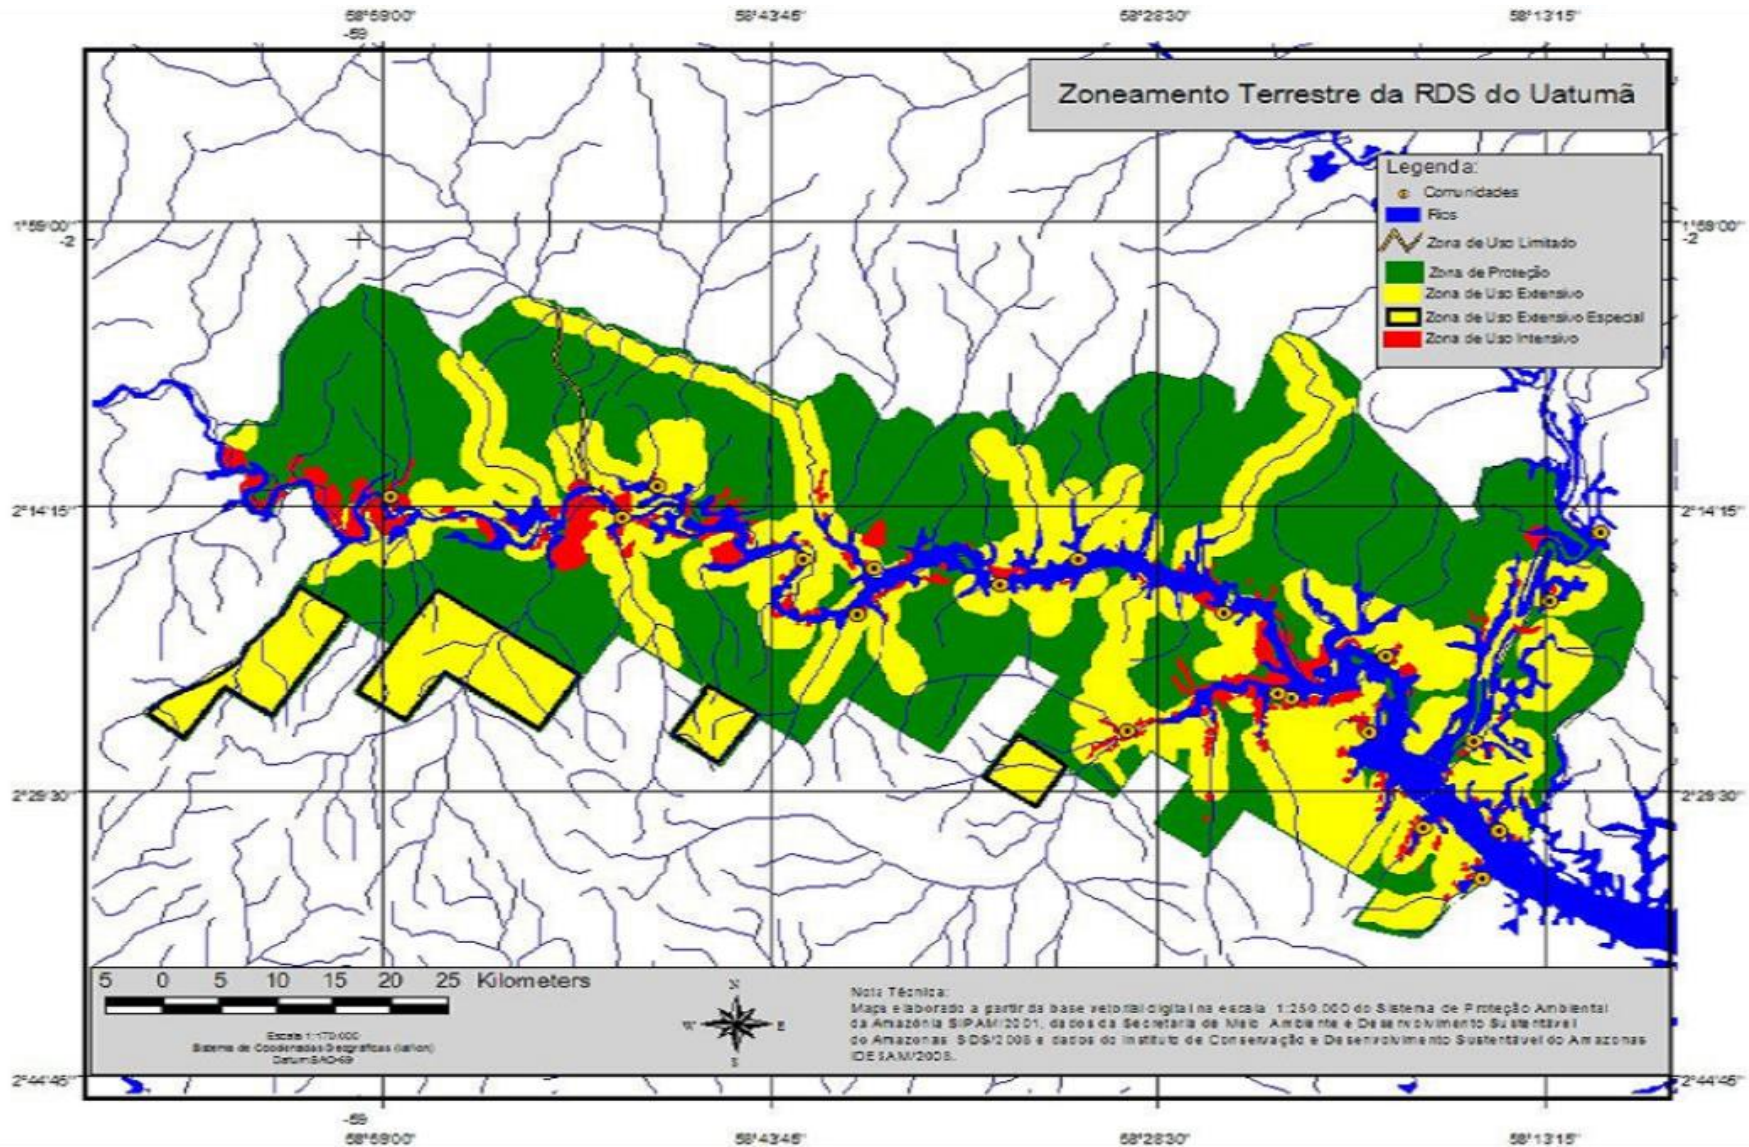 58°59'00" 58°43'45" 58°28'30" 58°13'15"
-59
Zoneamento Terrestre da RDS do Uatumã
Legenda:
Comunidades
Rios
Zona de Uso Limitado
Zona de Proteção
Zona de Uso Extensivo
Zona de Uso Extensivo Especial
Zona de Uso Intensivo
1°59'00" 1°59'00"
-2 -2
2°14'15" 2°14'15"
2°29'30" 2°29'30"
5 0 5 10 15 20 25 Kilometers
Sistema de Coordenadas Geográficas (lat/lon)
Datum SAD-69
N
W E
S
Nota Técnica:
Mapa elaborado a partir da base vetorial digital na escala 1:250.000 do Sistema de Proteção Ambiental
da Amazônia SIPAM/2001, dados da Secretaria de Meio Ambiente e Desenvolvimento Sustentável
do Amazonas SDS/2006 e dados do Instituto de Conservação e Desenvolvimento Sustentável do Amazonas
2°44'45" 2°44'45"
-59
58°59'00" 58°43'45" 58°28'30" 58°13'15"